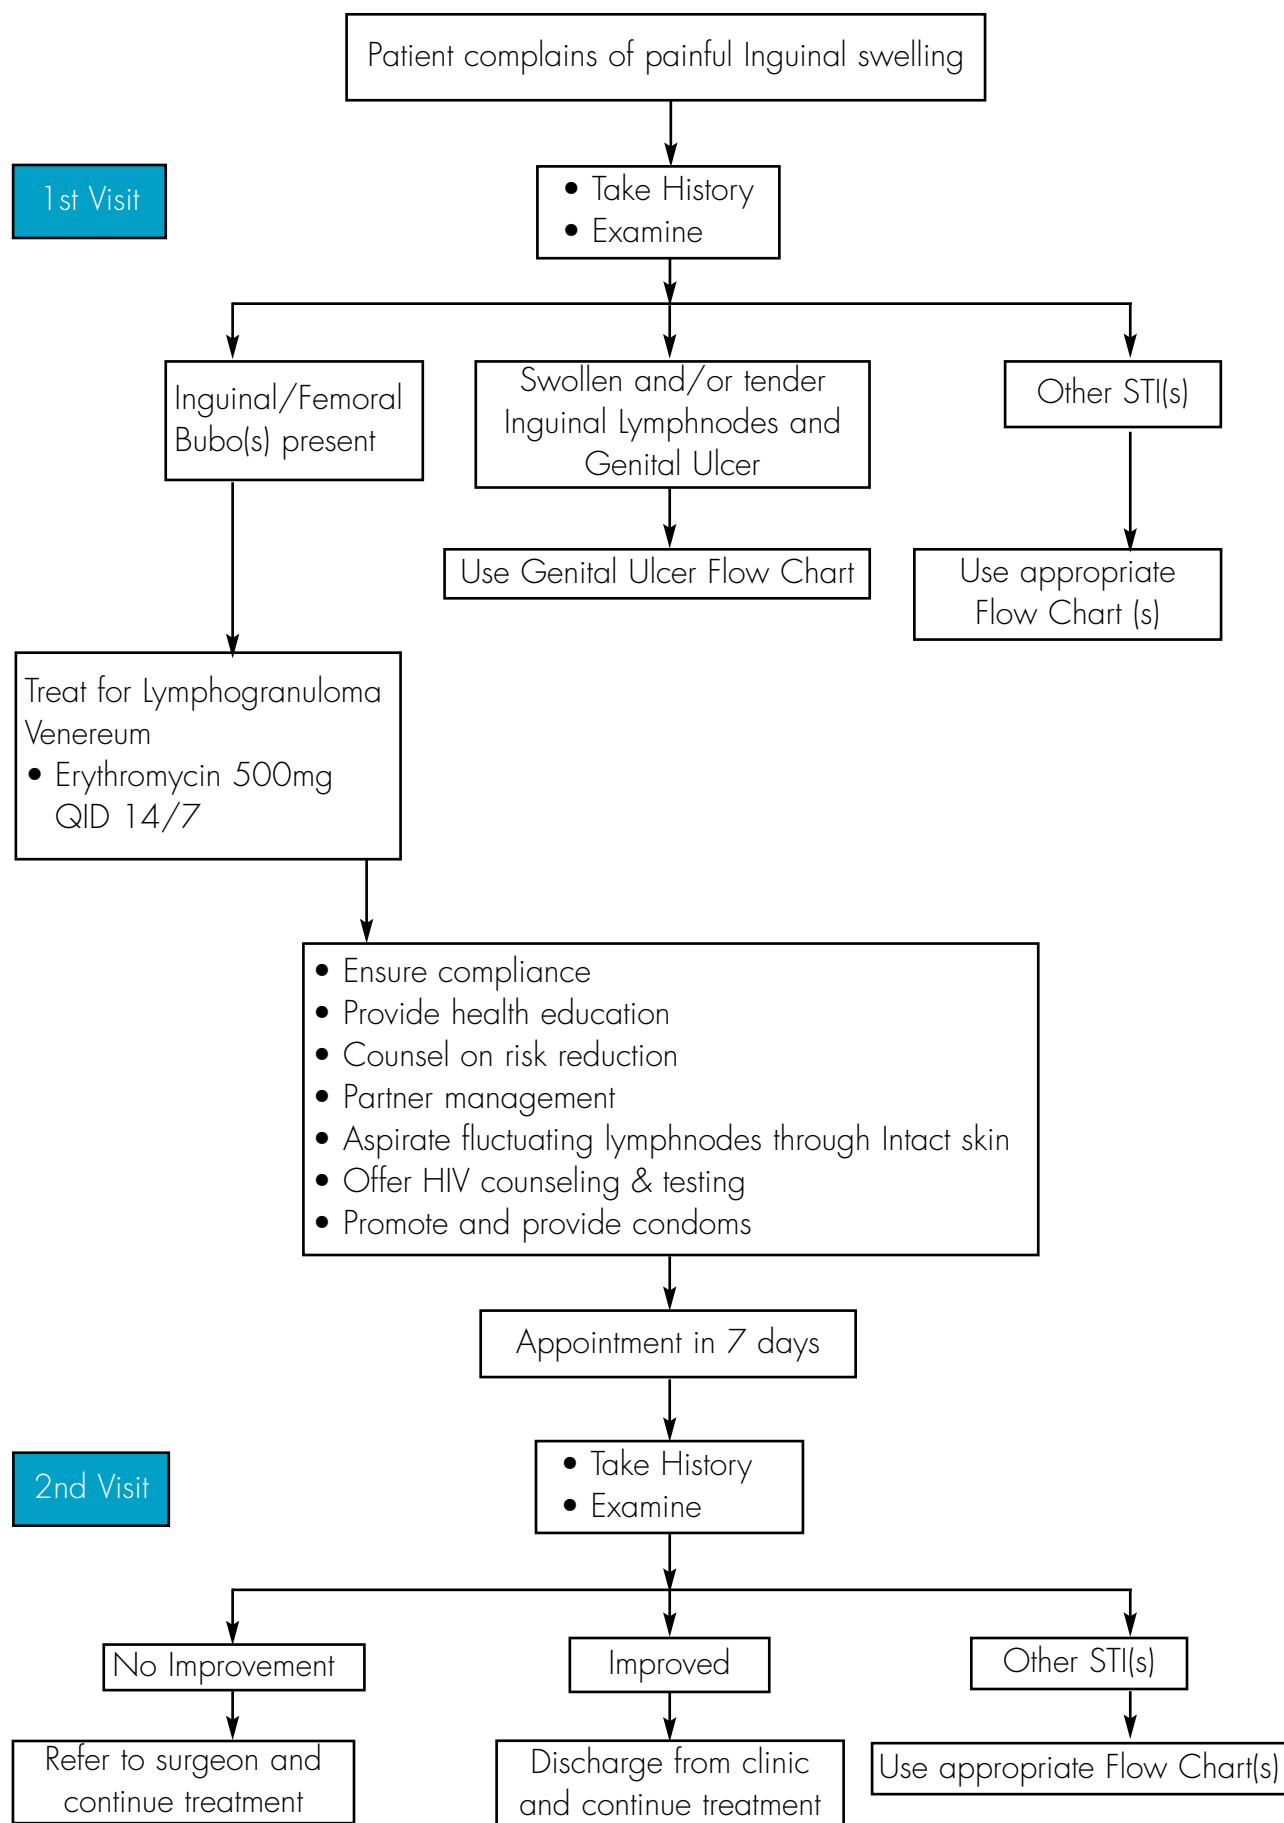 Patient complains of painful Inguinal swelling
1st Visit
• Take History
• Examine
Inguinal/Femoral
Bubo(s) present
Swollen and/or tender
Inguinal Lymphnodes and
Genital Ulcer
Other STI(s)
Use Genital Ulcer Flow Chart
Use appropriate
Flow Chart (s)
Treat for Lymphogranuloma
Venereum
• Erythromycin 500mg
QID 14/7
• Ensure compliance
• Provide health education
• Counsel on risk reduction
• Partner management
• Aspirate fluctuating lymphnodes through Intact skin
• Offer HIV counseling & testing
• Promote and provide condoms
Appointment in 7 days
2nd Visit
• Take History
• Examine
No Improvement
Improved
Other STI(s)
Refer to surgeon and
continue treatment
Discharge from clinic
and continue treatment
Use appropriate Flow Chart(s)